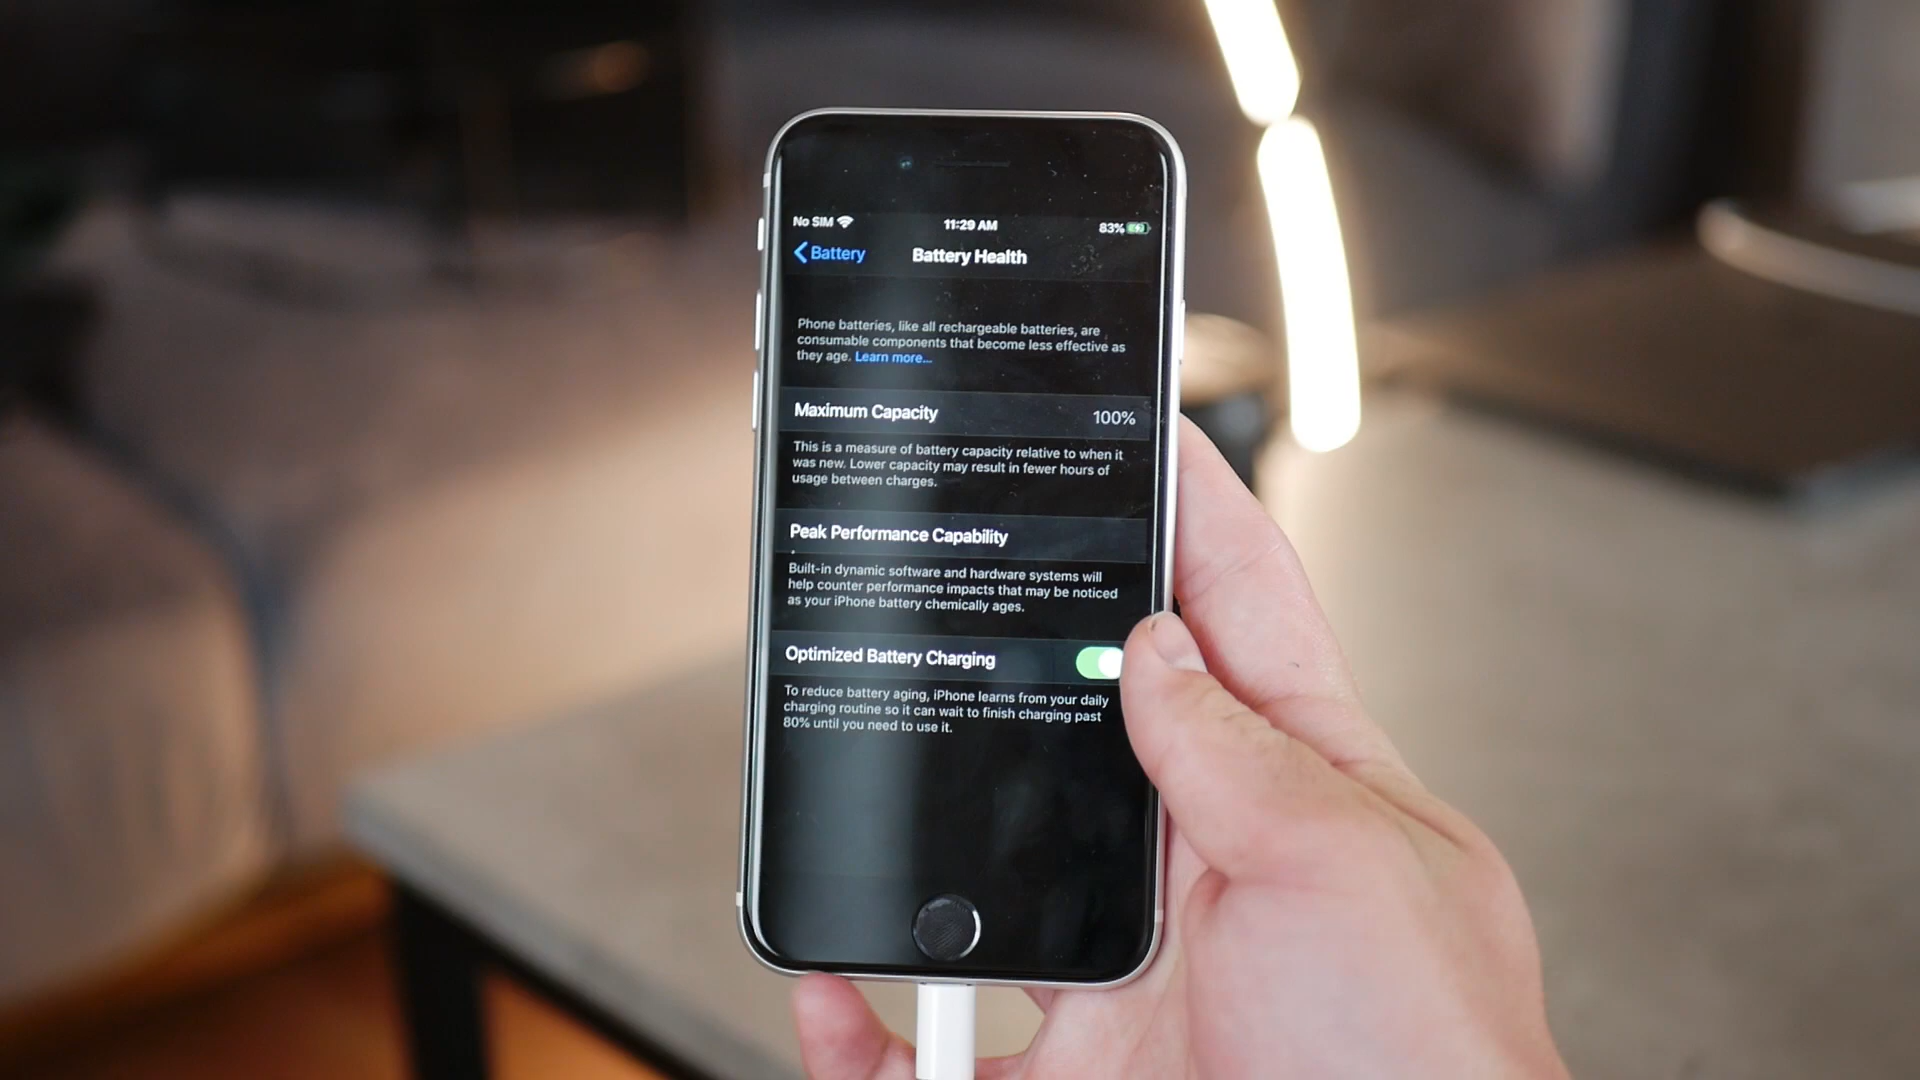 No SIM 11:29 AM 83%
Battery Battery Health
Phone batteries, like all rechargeable batteries, are
consumable components that become less effective as
they age. Learn more...
Maximum Capacity 100%
This is a measure of battery capacity relative to when it
was new. Lower capacity may result in fewer hours of
usage between charges.
Peak Performance Capability
Built-in dynamic software and hardware systems will
help counter performance impacts that may be noticed
as your iPhone battery chemically ages.
Optimized Battery Charging
To reduce battery aging, iPhone learns from your daily
charging routine so it can wait to finish charging past
80% until you need to use it.